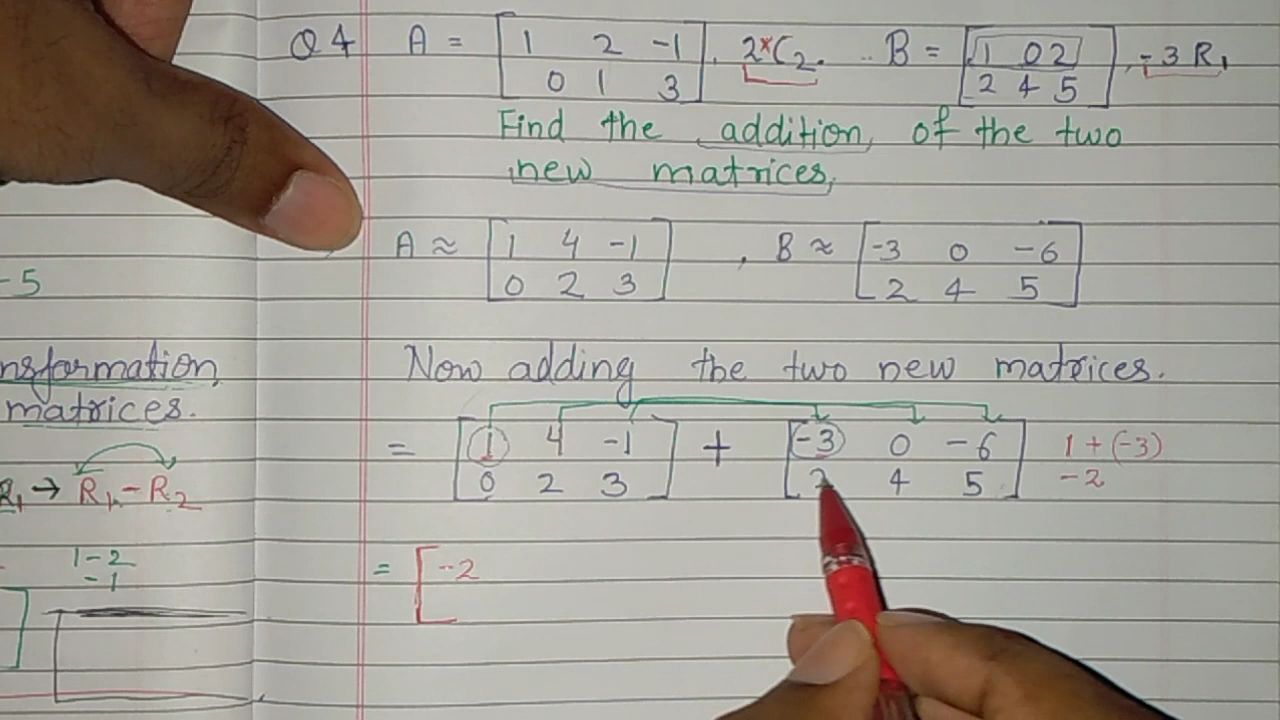 Q4 A = [1 2 -1 , 2*C2. .. B = [1 0 2 , -3 R1
0 1 3] 2 4 5]
Find the addition, of the two
new matrices,
A ≈ [1 4 -1 , B ≈ [-3 0 -6
0 2 3] 2 4 5]
-5
Now adding the two new matrices.
nsformation,
matrices.
= [1 4 -1 + [-3 0 -6 1 + (-3)
0 2 3] 2 4 5] -2
R1 → R1 - R2
1-2
-1
= [-2